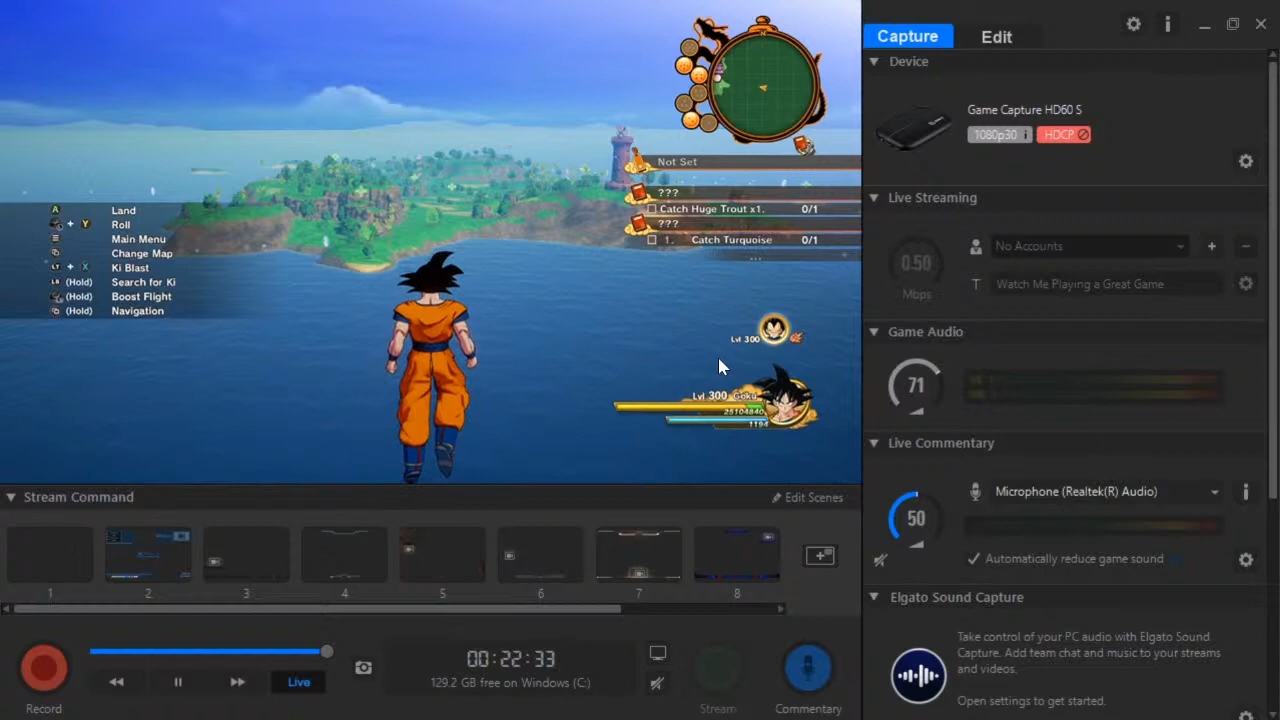 Not Set
???
Catch Huge Trout x1. 0/1
???
1. Catch Turquoise 0/1
...
A Land
+ Y Roll
Main Menu
Change Map
LT + X Ki Blast
LB (Hold) Search for Ki
(Hold) Boost Flight
(Hold) Navigation
Lvl 300
Lvl 300 Goku
25104840
1194
Stream Command
Edit Scenes
1 2 3 4 5 6 7 8
00:22:33
129.2 GB free on Windows (C:)
Live
Record
Stream
Commentary
Capture Edit
Device
Game Capture HD60 S
1080p30 i HDCP
Live Streaming
0.50
Mbps
No Accounts
T Watch Me Playing a Great Game
Game Audio
71
Live Commentary
50
Microphone (Realtek(R) Audio)
Automatically reduce game sound
Elgato Sound Capture
Take control of your PC audio with Elgato Sound
Capture. Add team chat and music to your streams
and videos.
Open settings to get started.